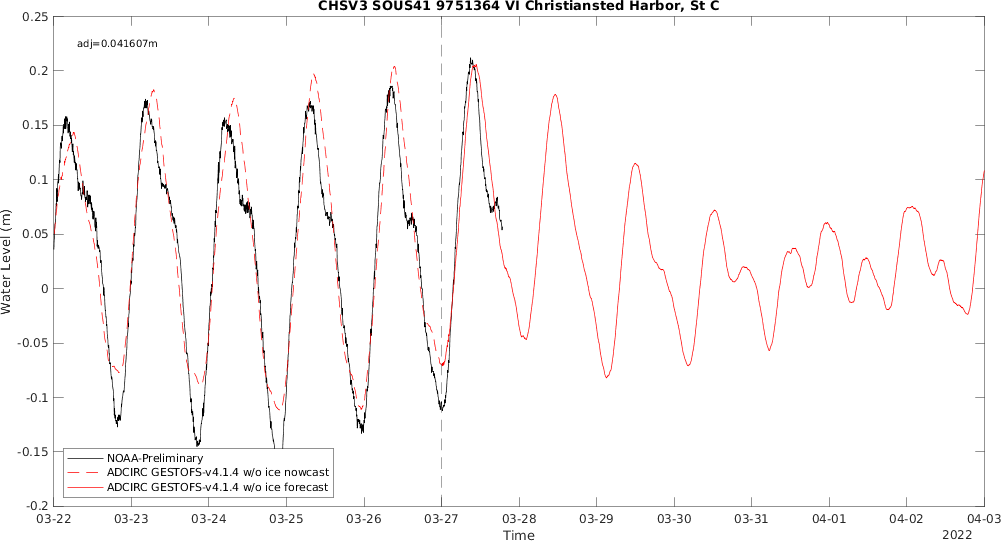 CHSV3 SOUS41 9751364 VI Christiansted Harbor, St C
adj=0.041607m
0.25
0.2
0.15
0.1
0.05
0
-0.05
-0.1
-0.15
-0.2
Water Level (m)
NOAA-Preliminary
ADCIRC GESTOFS-v4.1.4 w/o ice nowcast
ADCIRC GESTOFS-v4.1.4 w/o ice forecast
03-22 03-23 03-24 03-25 03-26 03-27 03-28 03-29 03-30 03-31 04-01 04-02 04-03
Time
2022